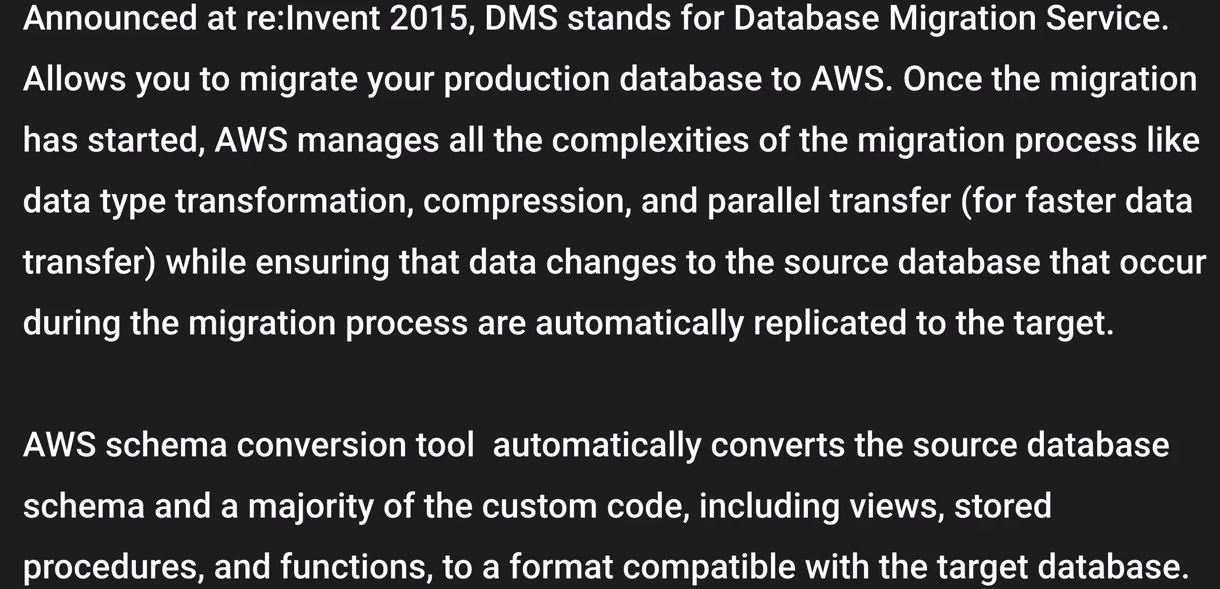 Announced at re:Invent 2015, DMS stands for Database Migration Service.
Allows you to migrate your production database to AWS. Once the migration
has started, AWS manages all the complexities of the migration process like
data type transformation, compression, and parallel transfer (for faster data
transfer) while ensuring that data changes to the source database that occur
during the migration process are automatically replicated to the target.
AWS schema conversion tool  automatically converts the source database
schema and a majority of the custom code, including views, stored
procedures, and functions, to a format compatible with the target database.